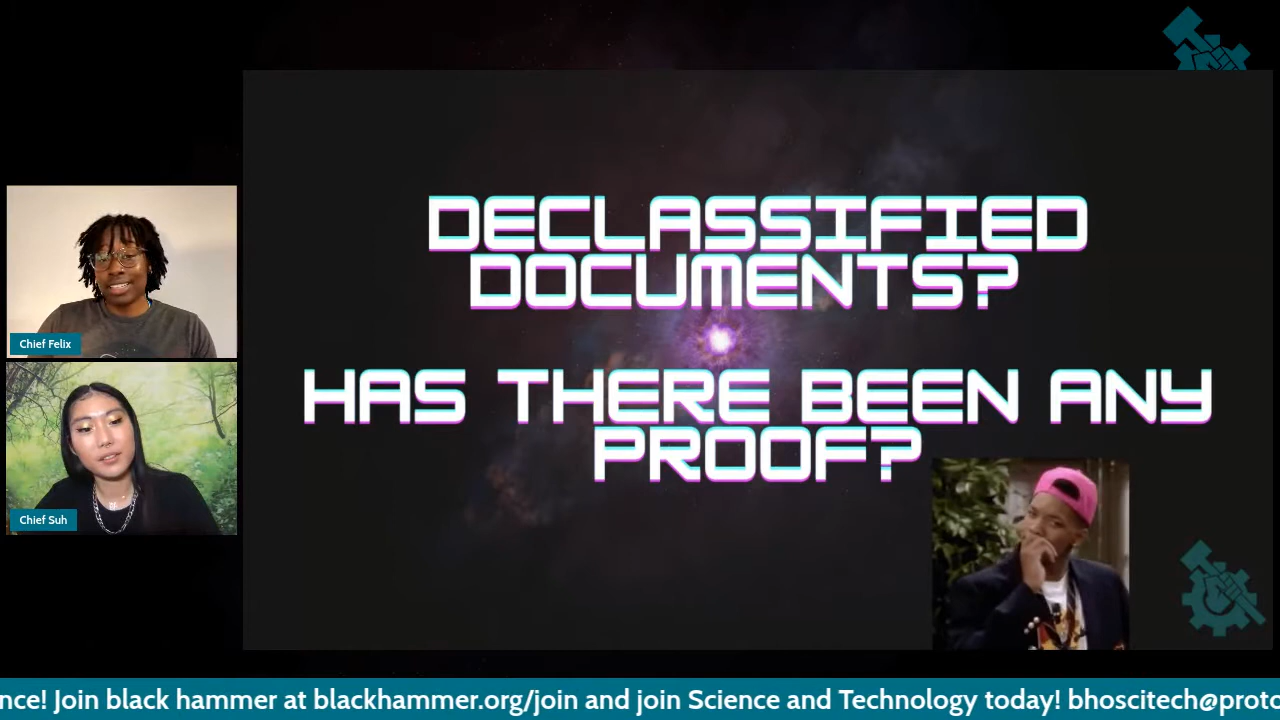 DECLASSIFIED
DOCUMENTS?
HAS THERE BEEN ANY
PROOF?
Chief Felix
Chief Suh
nce! Join black hammer at blackhammer.org/join and join Science and Technology today! bhoscitech@proto